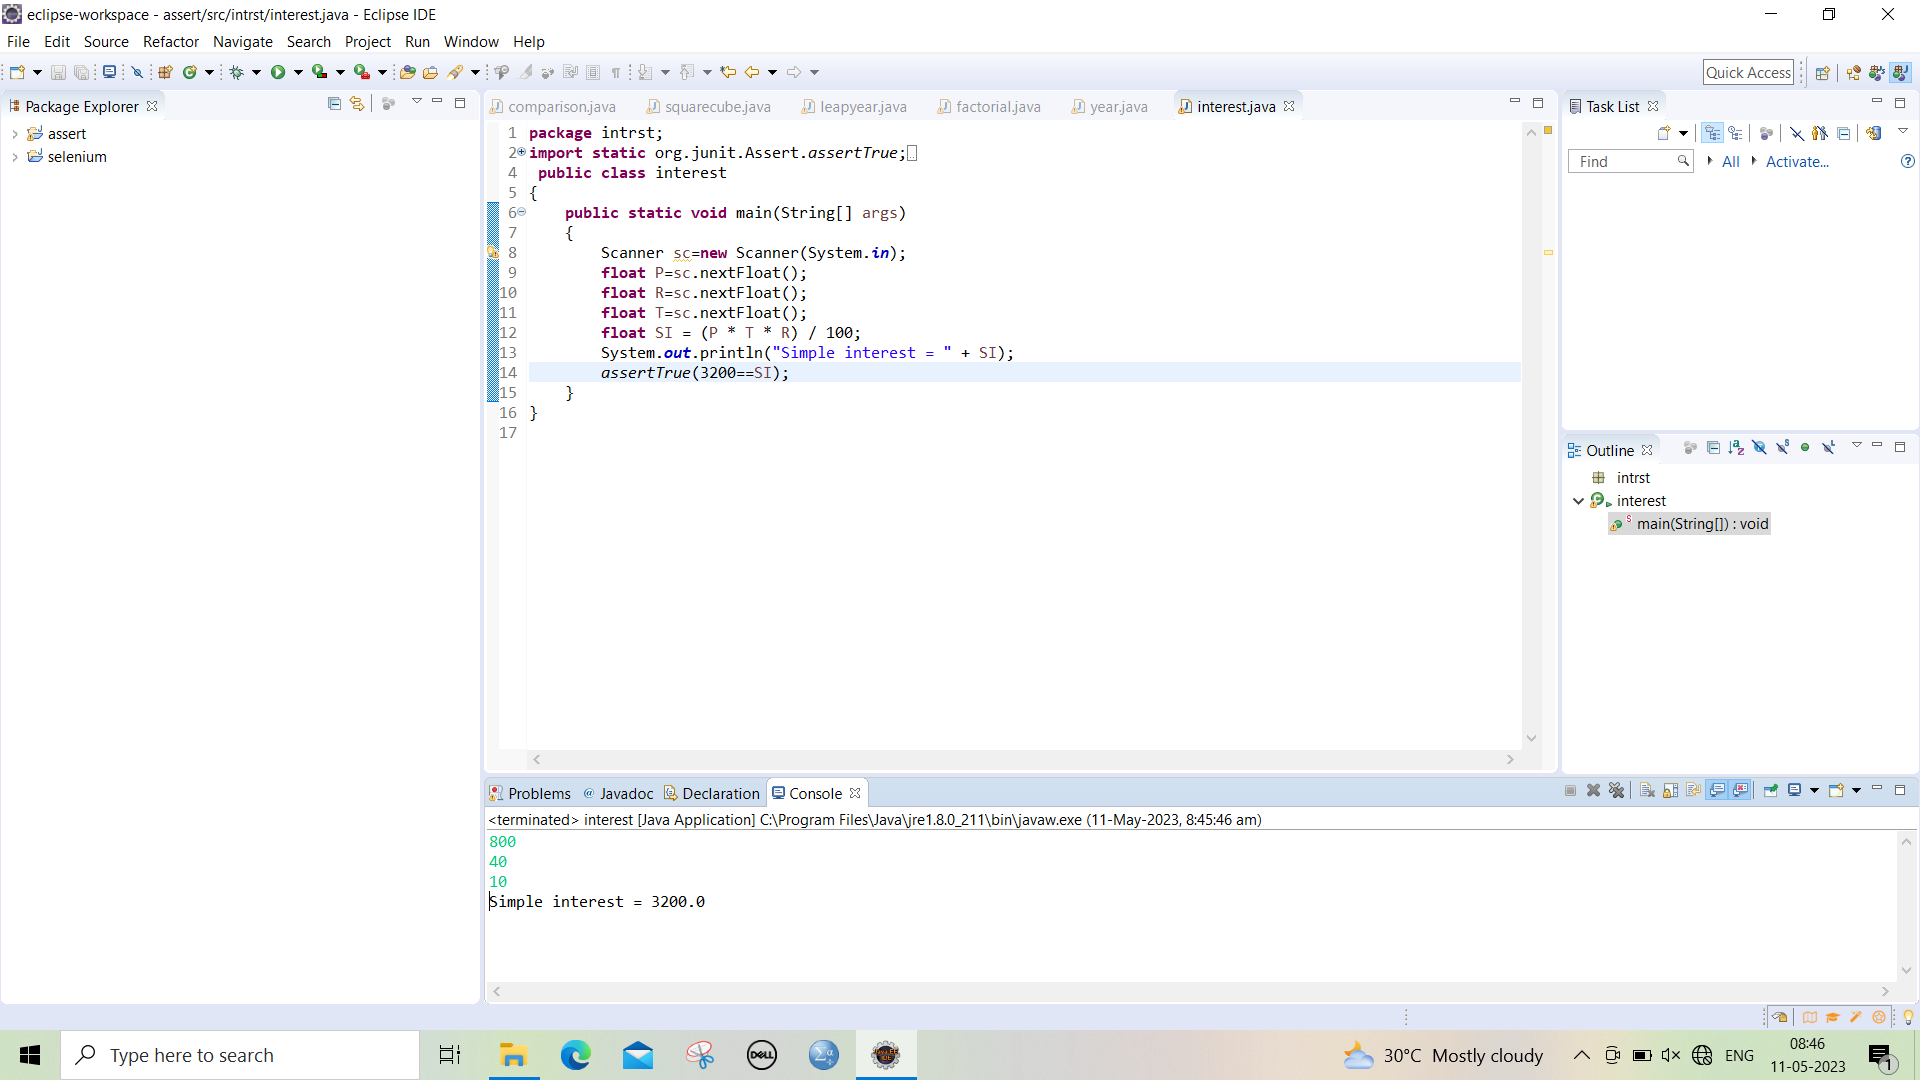 eclipse-workspace - assert/src/intrst/interest.java - Eclipse IDE
File Edit Source Refactor Navigate Search Project Run Window Help
Quick Access
Package Explorer
assert
selenium
comparison.java squarecube.java leapyear.java factorial.java year.java interest.java
1 package intrst;
2 import static org.junit.Assert.assertTrue;
4 public class interest
5 {
6 public static void main(String[] args)
7 {
8 Scanner sc=new Scanner(System.in);
9 float P=sc.nextFloat();
10 float R=sc.nextFloat();
11 float T=sc.nextFloat();
12 float SI = (P * T * R) / 100;
13 System.out.println("Simple interest = " + SI);
14 assertTrue(3200==SI);
15 }
16 }
17
Task List
Find All Activate...
Outline
intrst
interest
main(String[]) : void
Problems @ Javadoc Declaration Console
<terminated> interest [Java Application] C:\Program Files\Java\jre1.8.0_211\bin\javaw.exe (11-May-2023, 8:45:46 am)
800
40
10
Simple interest = 3200.0
Type here to search
DELL
30°C Mostly cloudy
ENG
08:46
11-05-2023
1